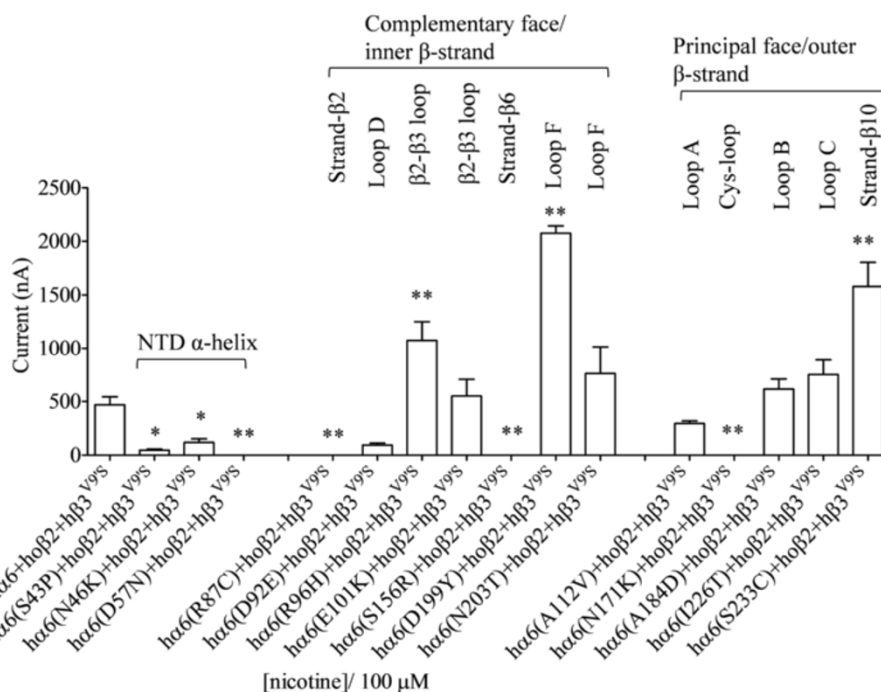 Complementary face/
inner β-strand
Principal face/outer
β-strand
Strand-β2
Loop D
β2-β3 loop
β2-β3 loop
Strand-β6
Loop F
Loop F
Loop A
Cys-loop
Loop B
Loop C
Strand-β10
2500
2000
1500
1000
500
0
Current (nA)
NTD α-helix
*
*
**
**
**
**
**
**
**
α6+hoβ2+hβ3 V9'S
α6(S43P)+hoβ2+hβ3 V9'S
hα6(N46K)+hoβ2+hβ3 V9'S
hα6(D57N)+hoβ2+hβ3 V9'S
hα6(R87C)+hoβ2+hβ3 V9'S
hα6(D92E)+hoβ2+hβ3 V9'S
hα6(R96H)+hoβ2+hβ3 V9'S
hα6(E101K)+hoβ2+hβ3 V9'S
hα6(S156R)+hoβ2+hβ3 V9'S
hα6(D199Y)+hoβ2+hβ3 V9'S
hα6(N203T)+hoβ2+hβ3 V9'S
hα6(A112V)+hoβ2+hβ3 V9'S
hα6(N171K)+hoβ2+hβ3 V9'S
hα6(A184D)+hoβ2+hβ3 V9'S
hα6(I226T)+hoβ2+hβ3 V9'S
hα6(S233C)+hoβ2+hβ3 V9'S
[nicotine]/ 100 μM